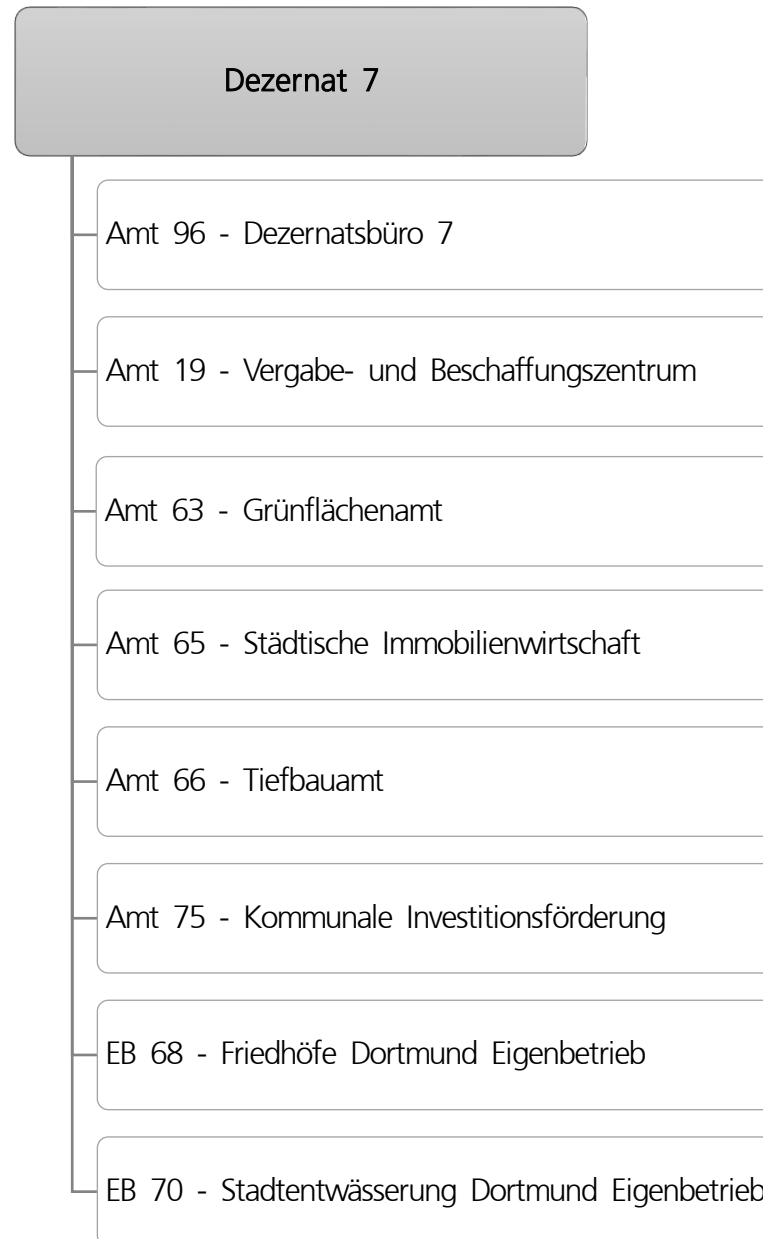 Dezernat 7
Amt 96 - Dezernatsbüro 7
Amt 19 - Vergabe- und Beschaffungszentrum
Amt 63 - Grünflächenamt
Amt 65 - Städtische Immobilienwirtschaft
Amt 66 - Tiefbauamt
Amt 75 - Kommunale Investitionsförderung
EB 68 - Friedhöfe Dortmund Eigenbetrieb
EB 70 - Stadtentwässerung Dortmund Eigenbetrieb